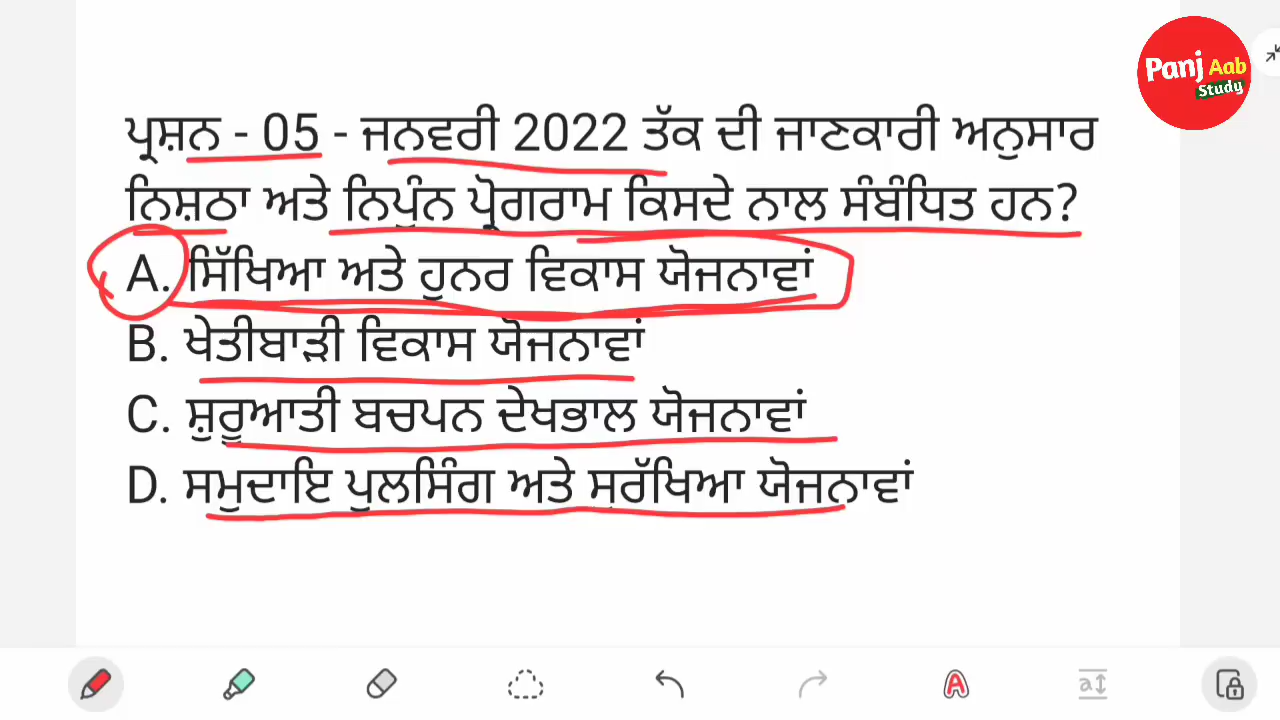 Panj Aab
Study
ਪ੍ਰਸ਼ਨ - 05 - ਜਨਵਰੀ 2022 ਤੱਕ ਦੀ ਜਾਣਕਾਰੀ ਅਨੁਸਾਰ
ਨਿਸ਼ਠਾ ਅਤੇ ਨਿਪੁੰਨ ਪ੍ਰੋਗਰਾਮ ਕਿਸਦੇ ਨਾਲ ਸੰਬੰਧਿਤ ਹਨ?
A. ਸਿੱਖਿਆ ਅਤੇ ਹੁਨਰ ਵਿਕਾਸ ਯੋਜਨਾਵਾਂ
B. ਖੇਤੀਬਾੜੀ ਵਿਕਾਸ ਯੋਜਨਾਵਾਂ
C. ਸ਼ੁਰੂਆਤੀ ਬਚਪਨ ਦੇਖਭਾਲ ਯੋਜਨਾਵਾਂ
D. ਸਮੁਦਾਇ ਪੁਲਸਿੰਗ ਅਤੇ ਸੁਰੱਖਿਆ ਯੋਜਨਾਵਾਂ
A
a